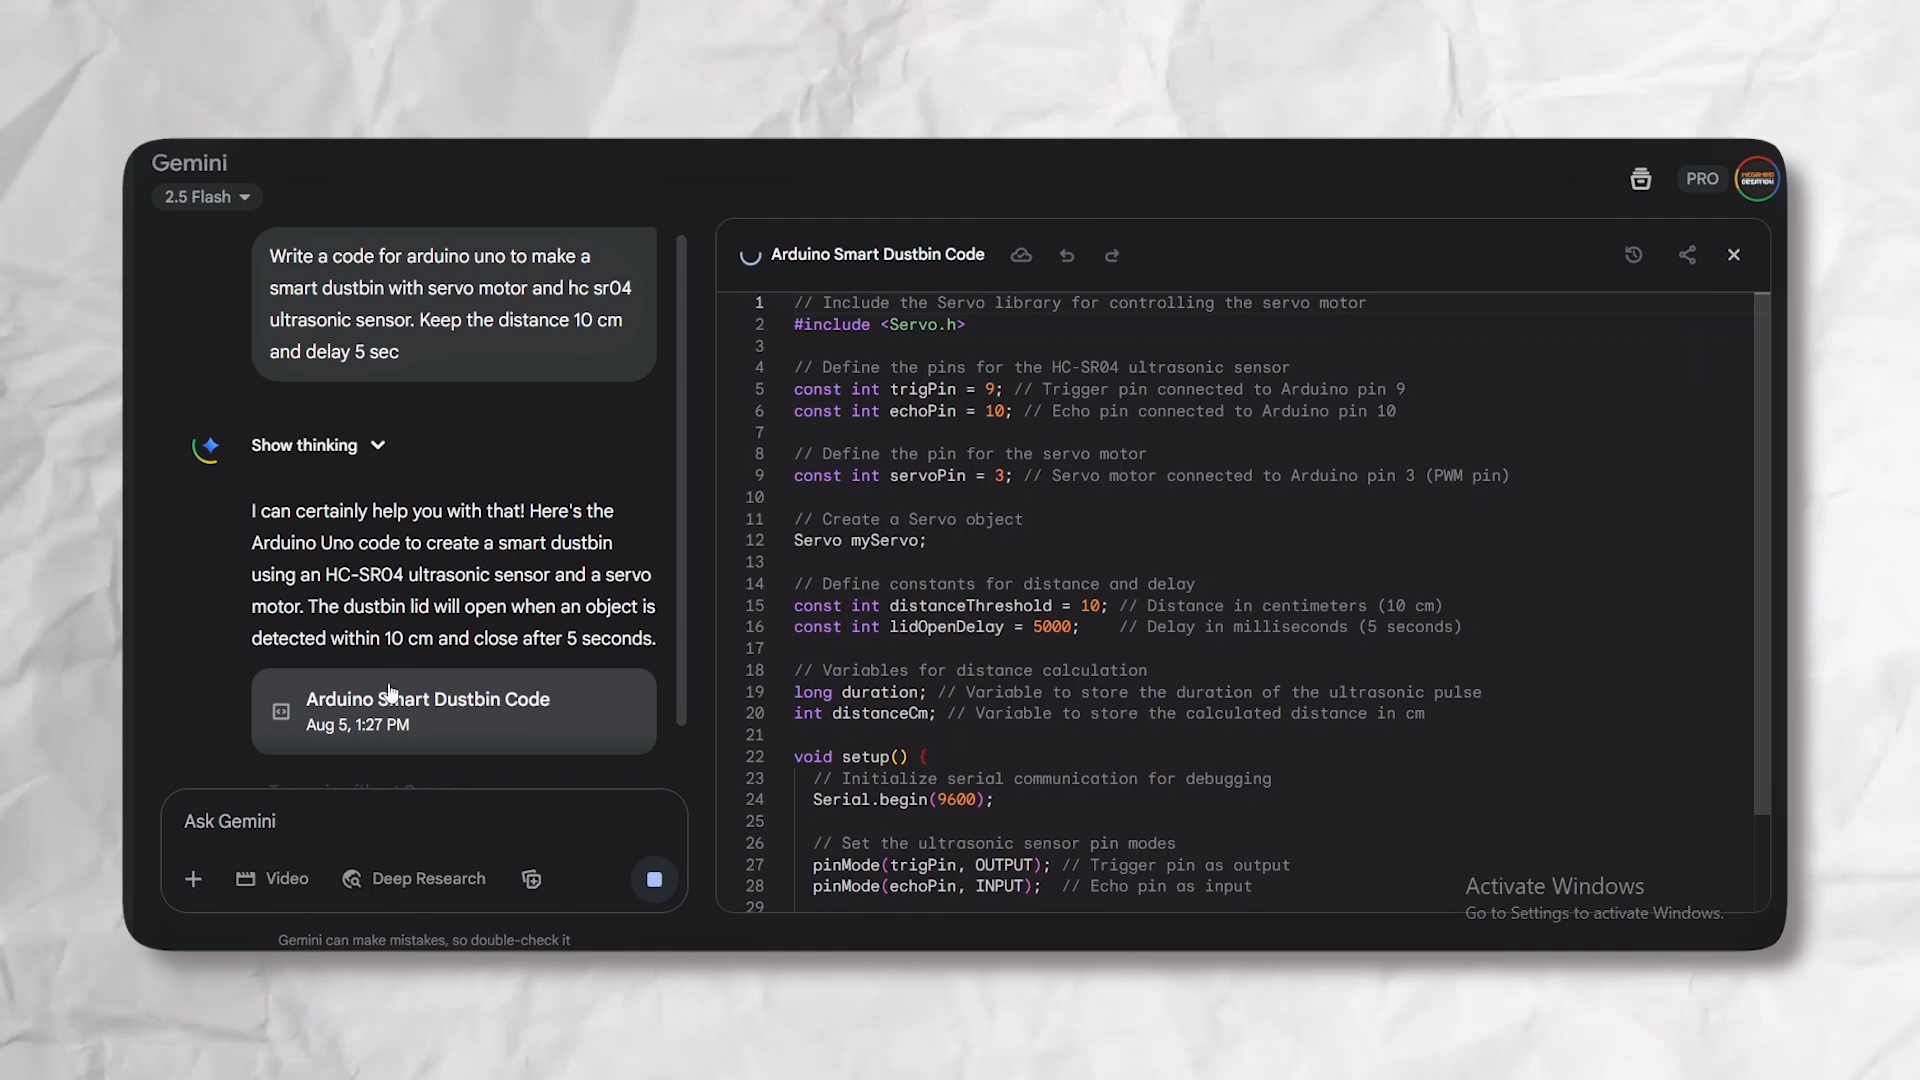 Gemini
2.5 Flash
PRO
Write a code for arduino uno to make a
smart dustbin with servo motor and hc sr04
ultrasonic sensor. Keep the distance 10 cm
and delay 5 sec
Show thinking
I can certainly help you with that! Here's the
Arduino Uno code to create a smart dustbin
using an HC-SR04 ultrasonic sensor and a servo
motor. The dustbin lid will open when an object is
detected within 10 cm and close after 5 seconds.
Arduino Smart Dustbin Code
Aug 5, 1:27 PM
Ask Gemini
Video
Deep Research
Gemini can make mistakes, so double-check it
Arduino Smart Dustbin Code
1 // Include the Servo library for controlling the servo motor
2 #include <Servo.h>
3
4 // Define the pins for the HC-SR04 ultrasonic sensor
5 const int trigPin = 9; // Trigger pin connected to Arduino pin 9
6 const int echoPin = 10; // Echo pin connected to Arduino pin 10
7
8 // Define the pin for the servo motor
9 const int servoPin = 3; // Servo motor connected to Arduino pin 3 (PWM pin)
10
11 // Create a Servo object
12 Servo myServo;
13
14 // Define constants for distance and delay
15 const int distanceThreshold = 10; // Distance in centimeters (10 cm)
16 const int lidOpenDelay = 5000; // Delay in milliseconds (5 seconds)
17
18 // Variables for distance calculation
19 long duration; // Variable to store the duration of the ultrasonic pulse
20 int distanceCm; // Variable to store the calculated distance in cm
21
22 void setup() {
23 // Initialize serial communication for debugging
24 Serial.begin(9600);
25
26 // Set the ultrasonic sensor pin modes
27 pinMode(trigPin, OUTPUT); // Trigger pin as output
28 pinMode(echoPin, INPUT); // Echo pin as input
29
Activate Windows
Go to Settings to activate Windows.